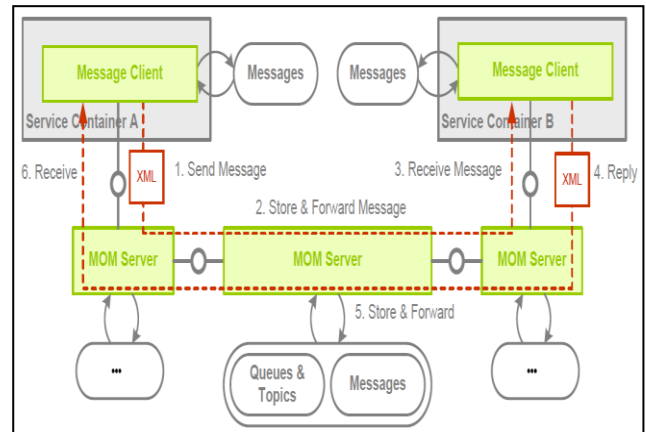 Message Client
Messages
Messages
Message Client
Service Container A
Service Container B
6. Receive
XML
1. Send Message
3. Receive Message
XML
4. Reply
2. Store & Forward Message
MOM Server
MOM Server
MOM Server
5. Store & Forward
...
Queues &
Topics
Messages
...